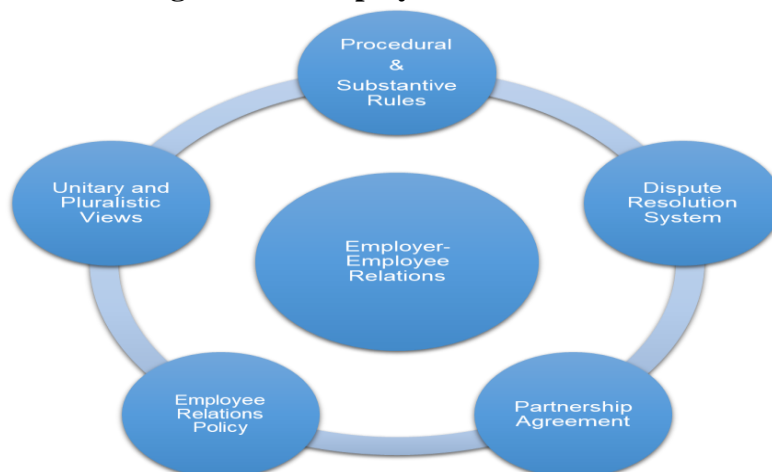 Procedural
&
Substantive
Rules
Unitary and
Pluralistic
Views
Dispute
Resolution
System
Employer-
Employee
Relations
Employee
Relations
Policy
Partnership
Agreement